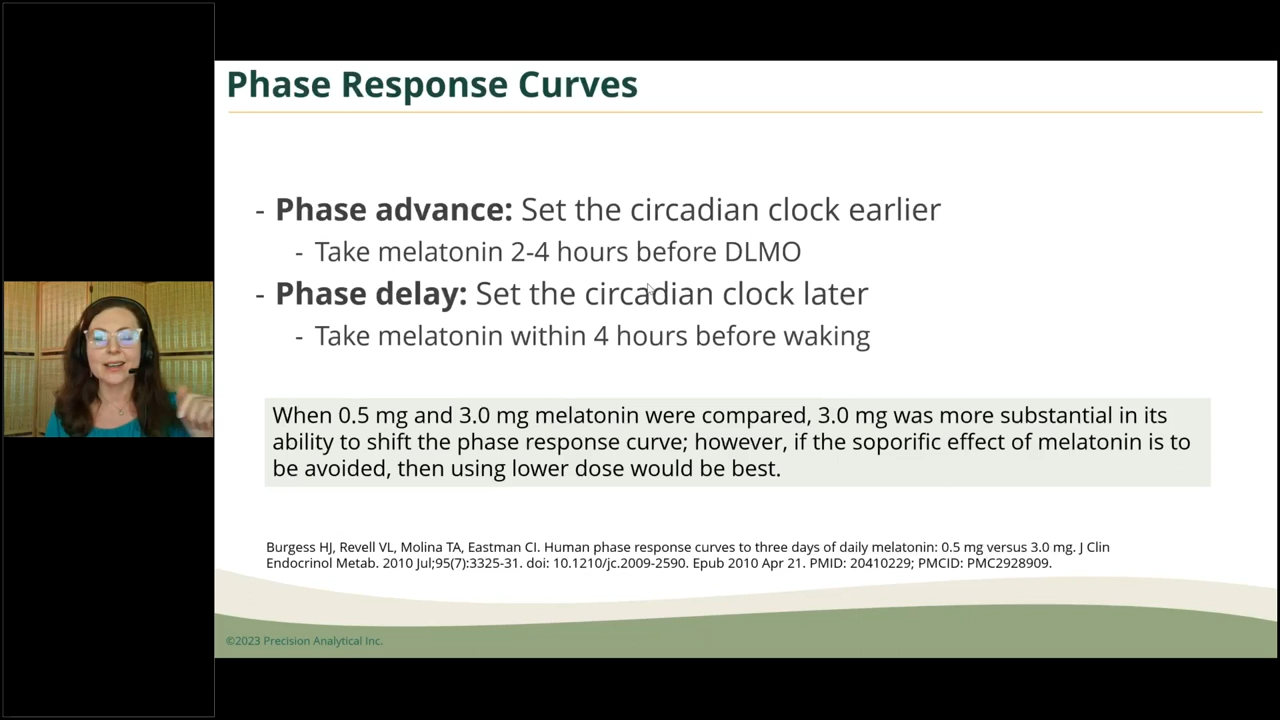 Phase Response Curves
- Phase advance: Set the circadian clock earlier
- Take melatonin 2-4 hours before DLMO
- Phase delay: Set the circadian clock later
- Take melatonin within 4 hours before waking
When 0.5 mg and 3.0 mg melatonin were compared, 3.0 mg was more substantial in its
ability to shift the phase response curve; however, if the soporific effect of melatonin is to
be avoided, then using lower dose would be best.
Burgess HJ, Revell VL, Molina TA, Eastman CI. Human phase response curves to three days of daily melatonin: 0.5 mg versus 3.0 mg. J Clin
Endocrinol Metab. 2010 Jul;95(7):3325-31. doi: 10.1210/jc.2009-2590. Epub 2010 Apr 21. PMID: 20410229; PMCID: PMC2928909.
©2023 Precision Analytical Inc.